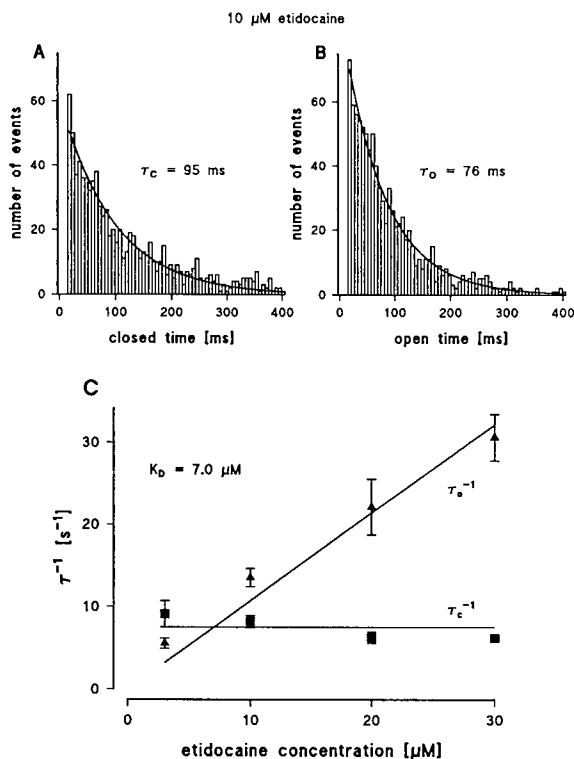 10 μM etidocaine
A
number of events
60
40
20
0
τC = 95 ms
0 100 200 300 400
closed time [ms]
B
number of events
60
40
20
0
τO = 76 ms
0 100 200 300 400
open time [ms]
C
τ⁻¹ [s⁻¹]
30
20
10
0
KD = 7.0 μM
τo⁻¹
τc⁻¹
0 10 20 30
etidocaine concentration [μM]